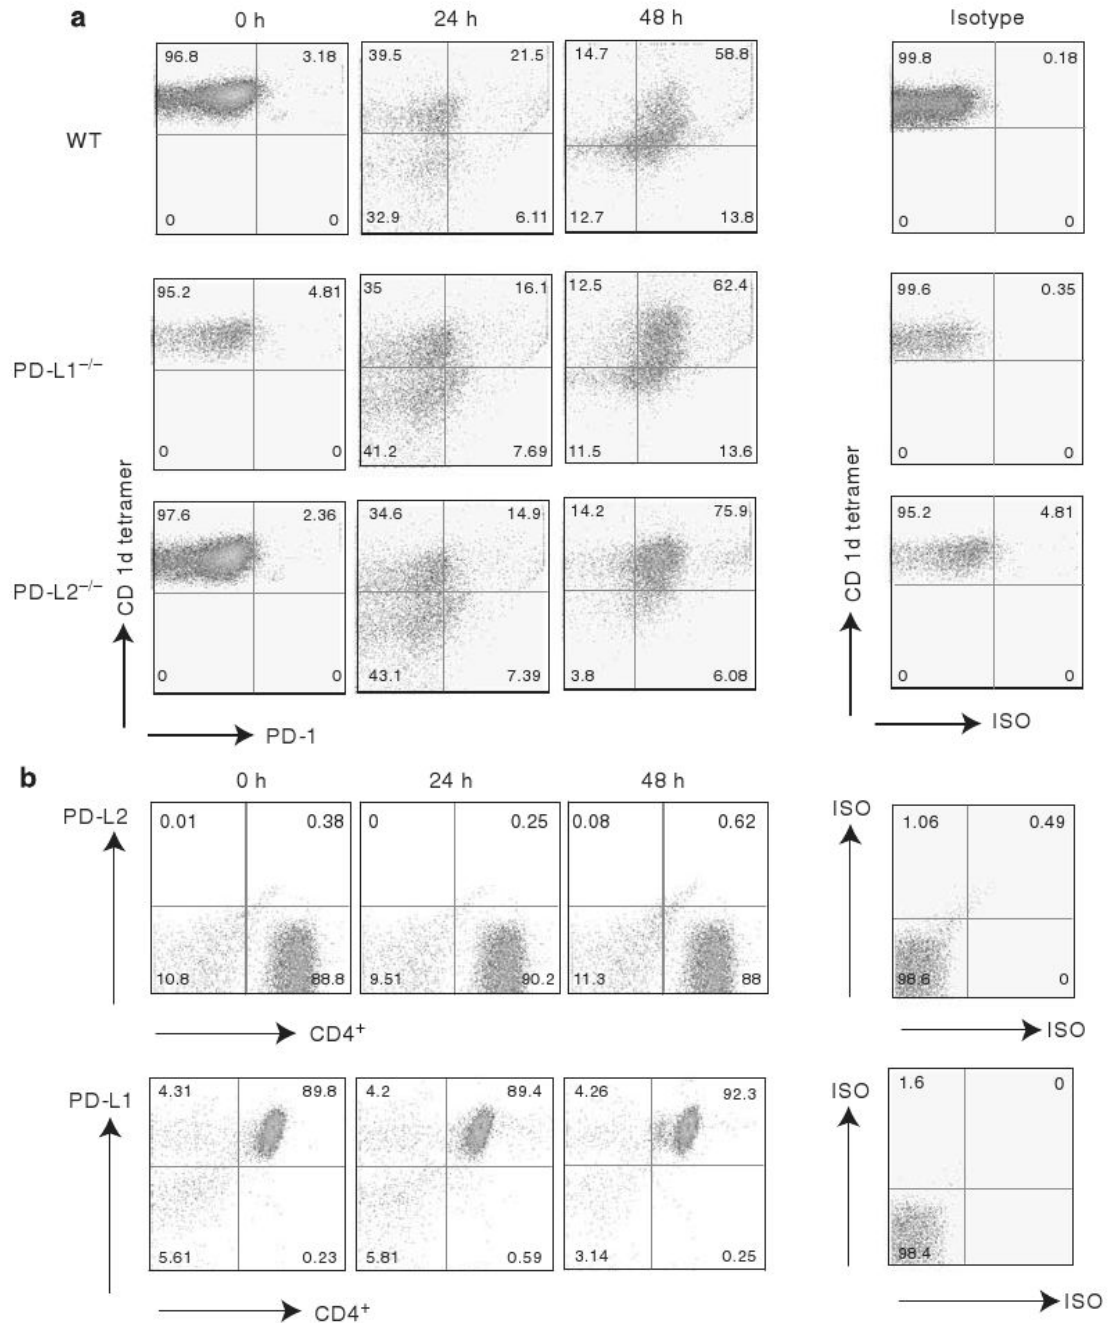 a 0 h 24 h 48 h Isotype
WT
96.8 3.18
0 0
39.5 21.5
32.9 6.11
14.7 58.8
12.7 13.8
99.8 0.18
0 0
PD-L1−/−
95.2 4.81
0 0
35 16.1
41.2 7.69
12.5 62.4
11.5 13.6
99.6 0.35
0 0
PD-L2−/−
97.6 2.36
0 0
34.6 14.9
43.1 7.39
14.2 75.9
3.8 6.08
95.2 4.81
0 0
CD 1d tetramer
PD-1
CD 1d tetramer
ISO
b 0 h 24 h 48 h
PD-L2
0.01 0.38
10.8 88.8
0 0.25
9.51 90.2
0.08 0.62
11.3 88
CD4+
ISO
1.06 0.49
98.6 0
ISO
PD-L1
4.31 89.8
5.61 0.23
4.2 89.4
5.81 0.59
4.26 92.3
3.14 0.25
CD4+
ISO
1.6 0
98.4
ISO